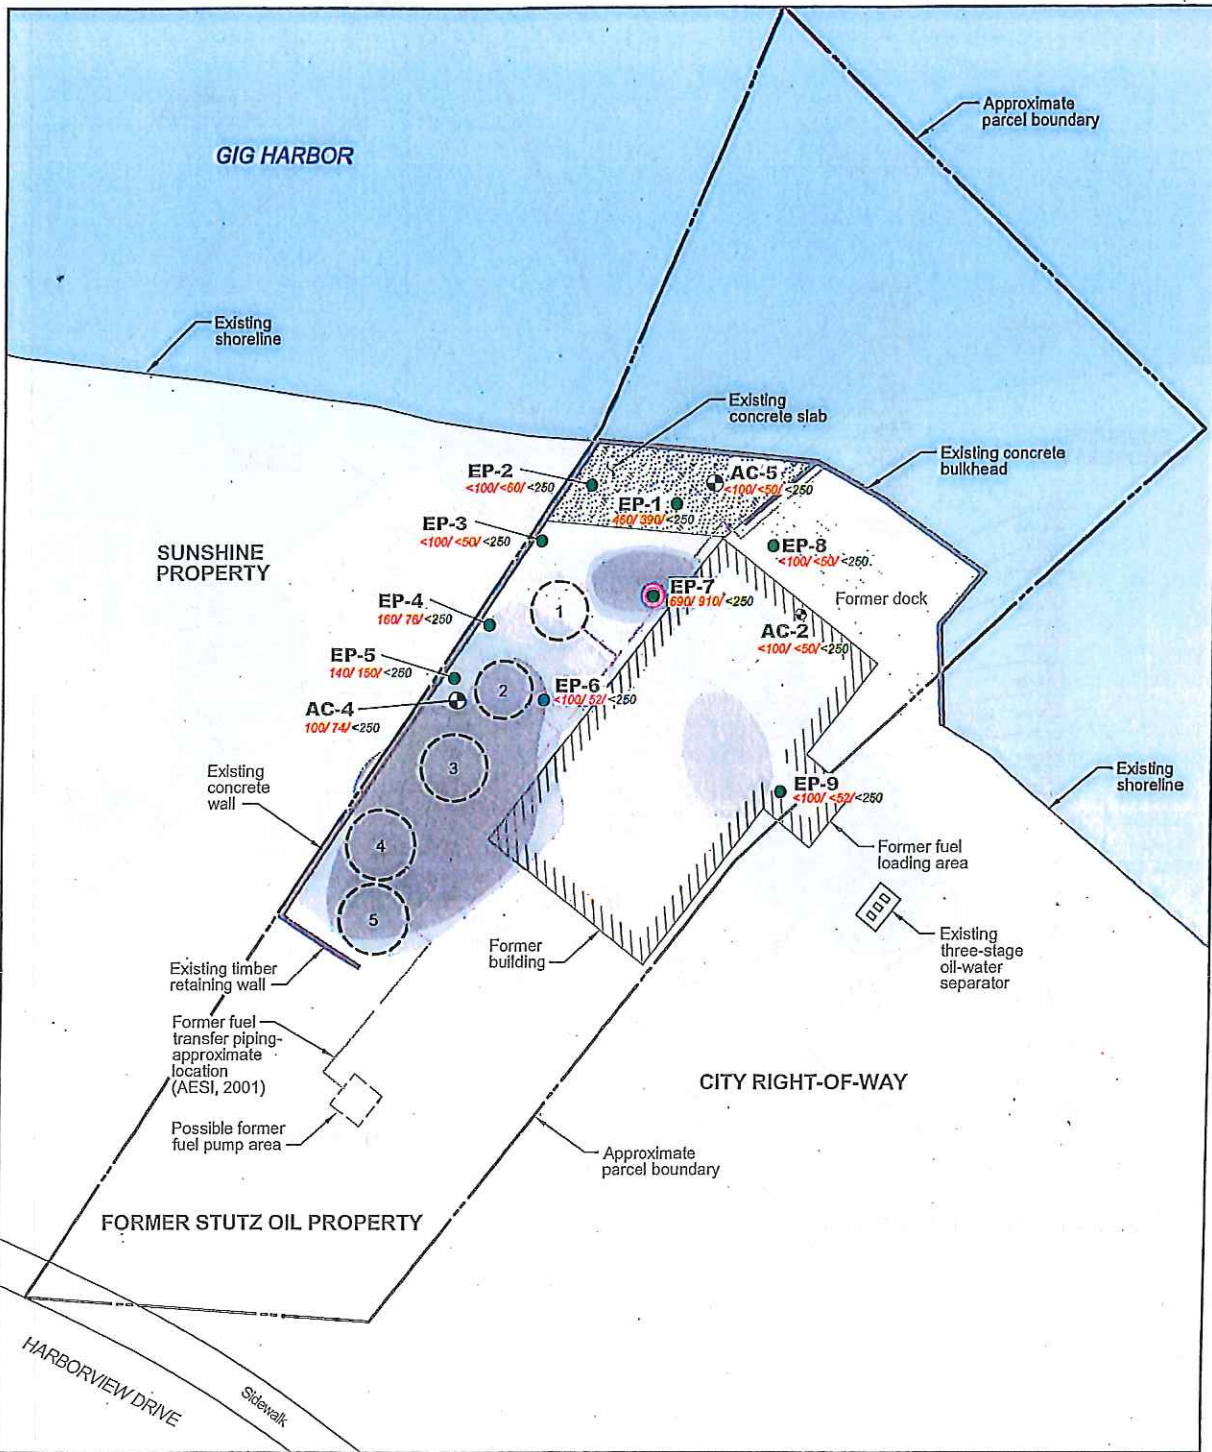 GIG HARBOR
Approximate
parcel boundary
Existing
shoreline
Existing
concrete slab
Existing concrete
bulkhead
EP-2
<100/<60/<250
AC-5
<100/<50/<250
EP-1
460/ 390/<250
EP-3
<100/<50/<250
EP-8
<100/<50/<250
SUNSHINE
PROPERTY
EP-7
690/ 910/<250
Former dock
EP-4
160/ 76/<250
1
AC-2
<100/<50/<250
EP-5
140/ 150/<250
2
EP-6
<100/ 52/<250
AC-4
100/ 74/<250
3
Existing
concrete
wall
Existing
shoreline
EP-9
<100/ <52/<250
4
Former fuel
loading area
5
Former
building
Existing
three-stage
oil-water
separator
Existing timber
retaining wall
Former fuel
transfer piping-
approximate
location
(AESI, 2001)
CITY RIGHT-OF-WAY
Possible former
fuel pump area
Approximate
parcel boundary
FORMER STUTZ OIL PROPERTY
HARBORVIEW DRIVE
Sidewalk